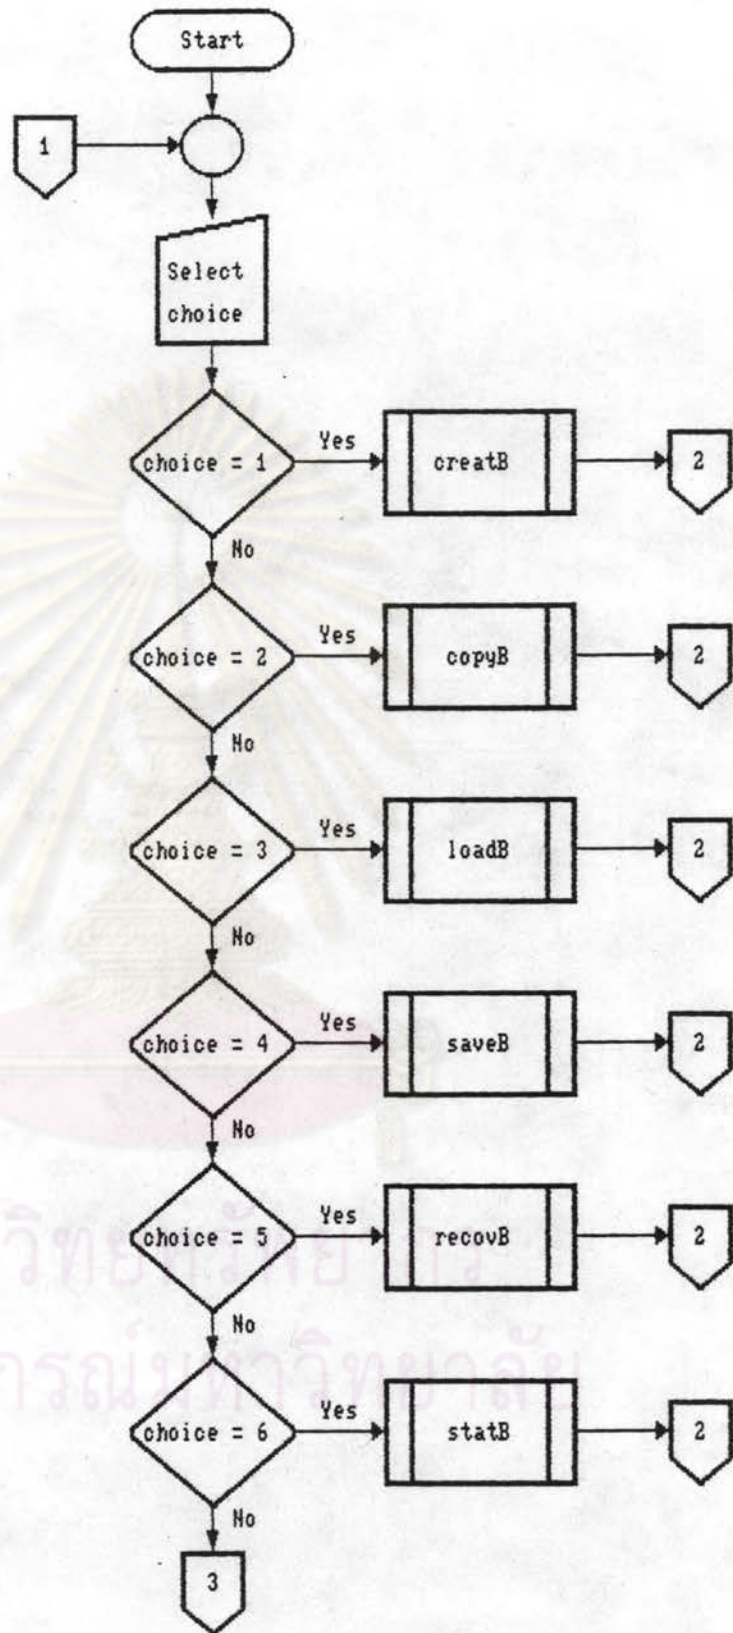 Start
1
Select
choice
choice = 1
Yes
creatB
2
No
choice = 2
Yes
copyB
2
No
choice = 3
Yes
loadB
2
No
choice = 4
Yes
saveB
2
No
choice = 5
Yes
recovB
2
No
choice = 6
Yes
statB
2
No
3